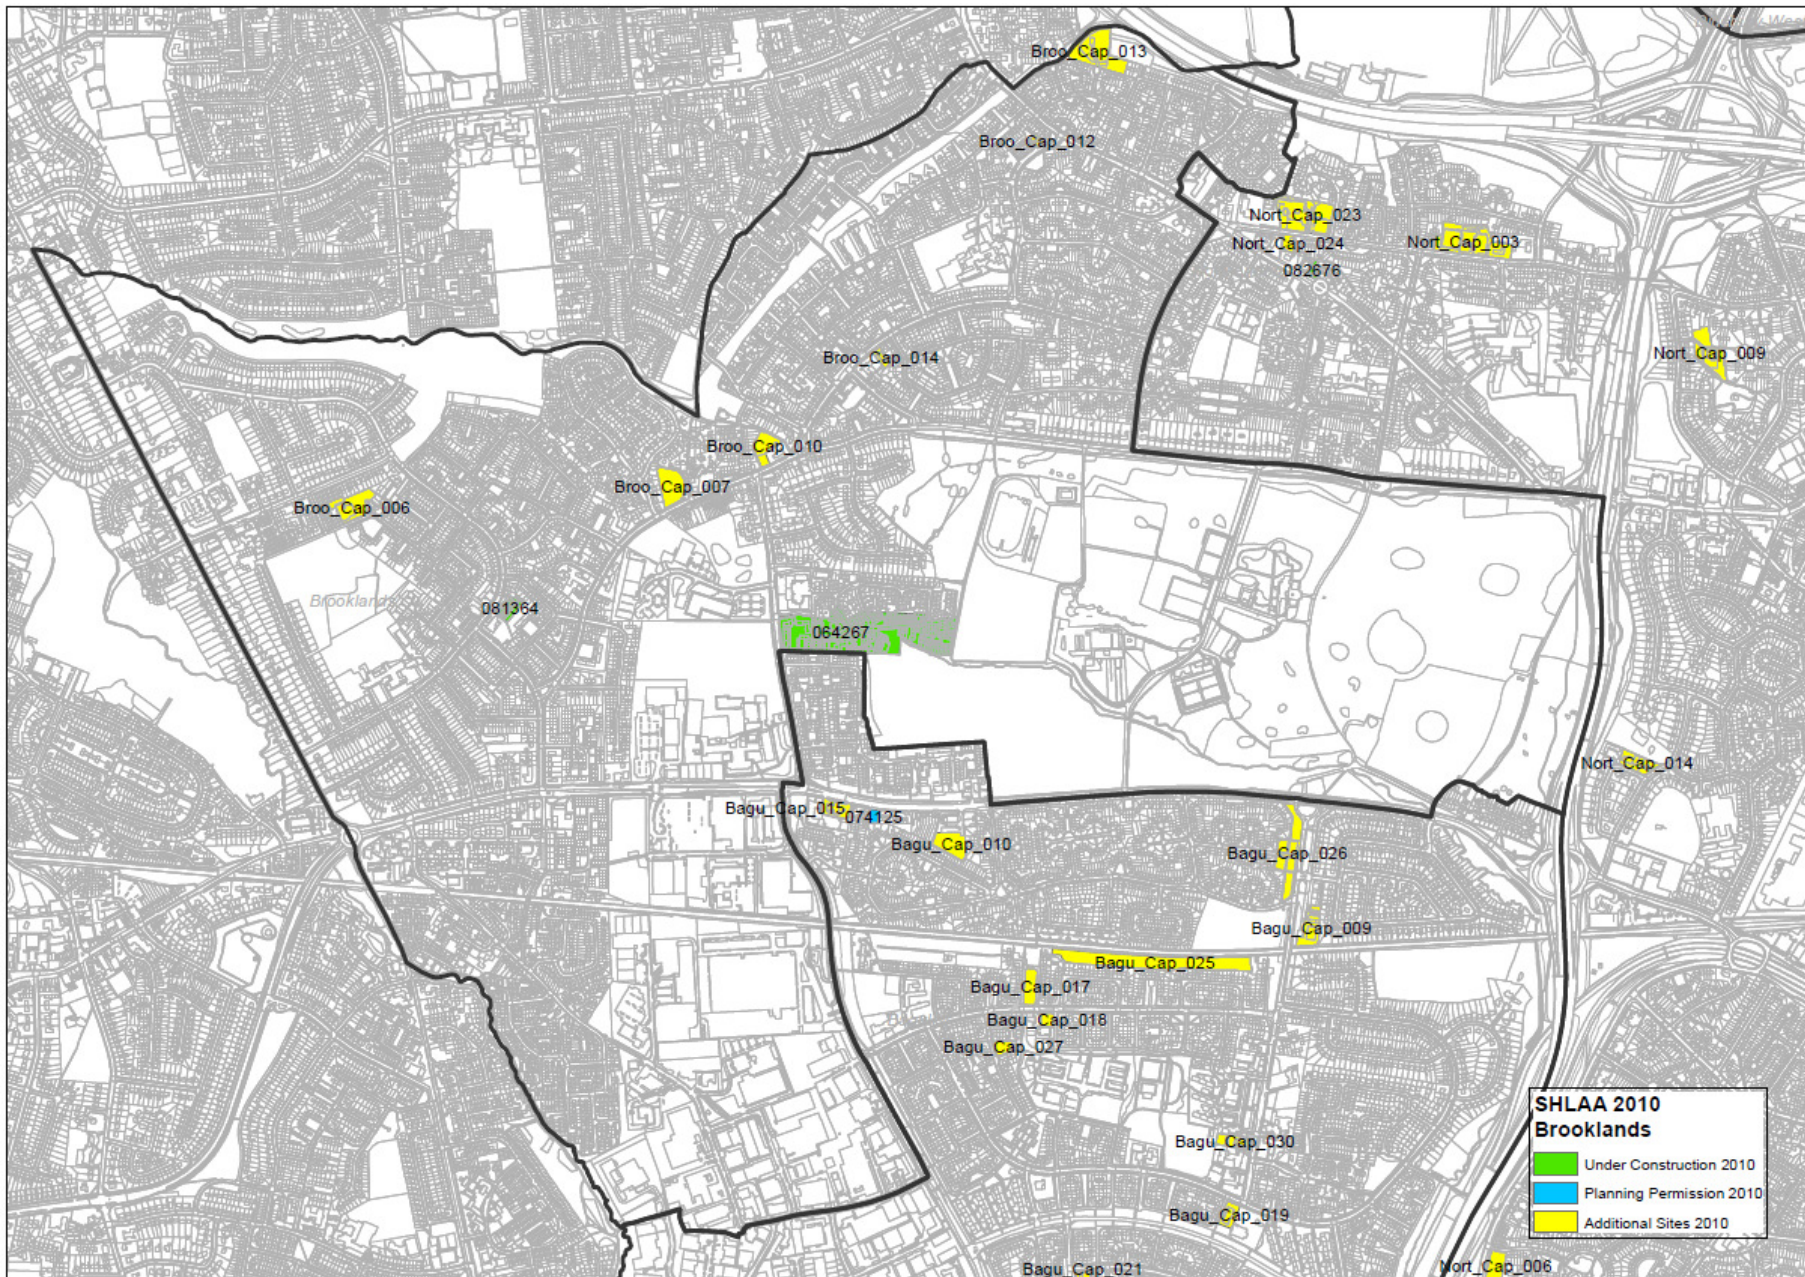 Broo_Cap_013
Broo_Cap_012
Nort_Cap_023
Nort_Cap_024
Nort_Cap_003
082676
Broo_Cap_014
Nort_Cap_009
Broo_Cap_010
Broo_Cap_007
Broo_Cap_006
Brooklands
081364
064267
Nort_Cap_014
Bagu_Cap_015
074125
Bagu_Cap_010
Bagu_Cap_026
Bagu_Cap_009
Bagu_Cap_025
Bagu_Cap_017
Bagu_Cap_018
Bagu_Cap_027
Bagu_Cap_030
Bagu_Cap_019
Bagu_Cap_021
Nort_Cap_006
SHLAA 2010
Brooklands
Under Construction 2010
Planning Permission 2010
Additional Sites 2010